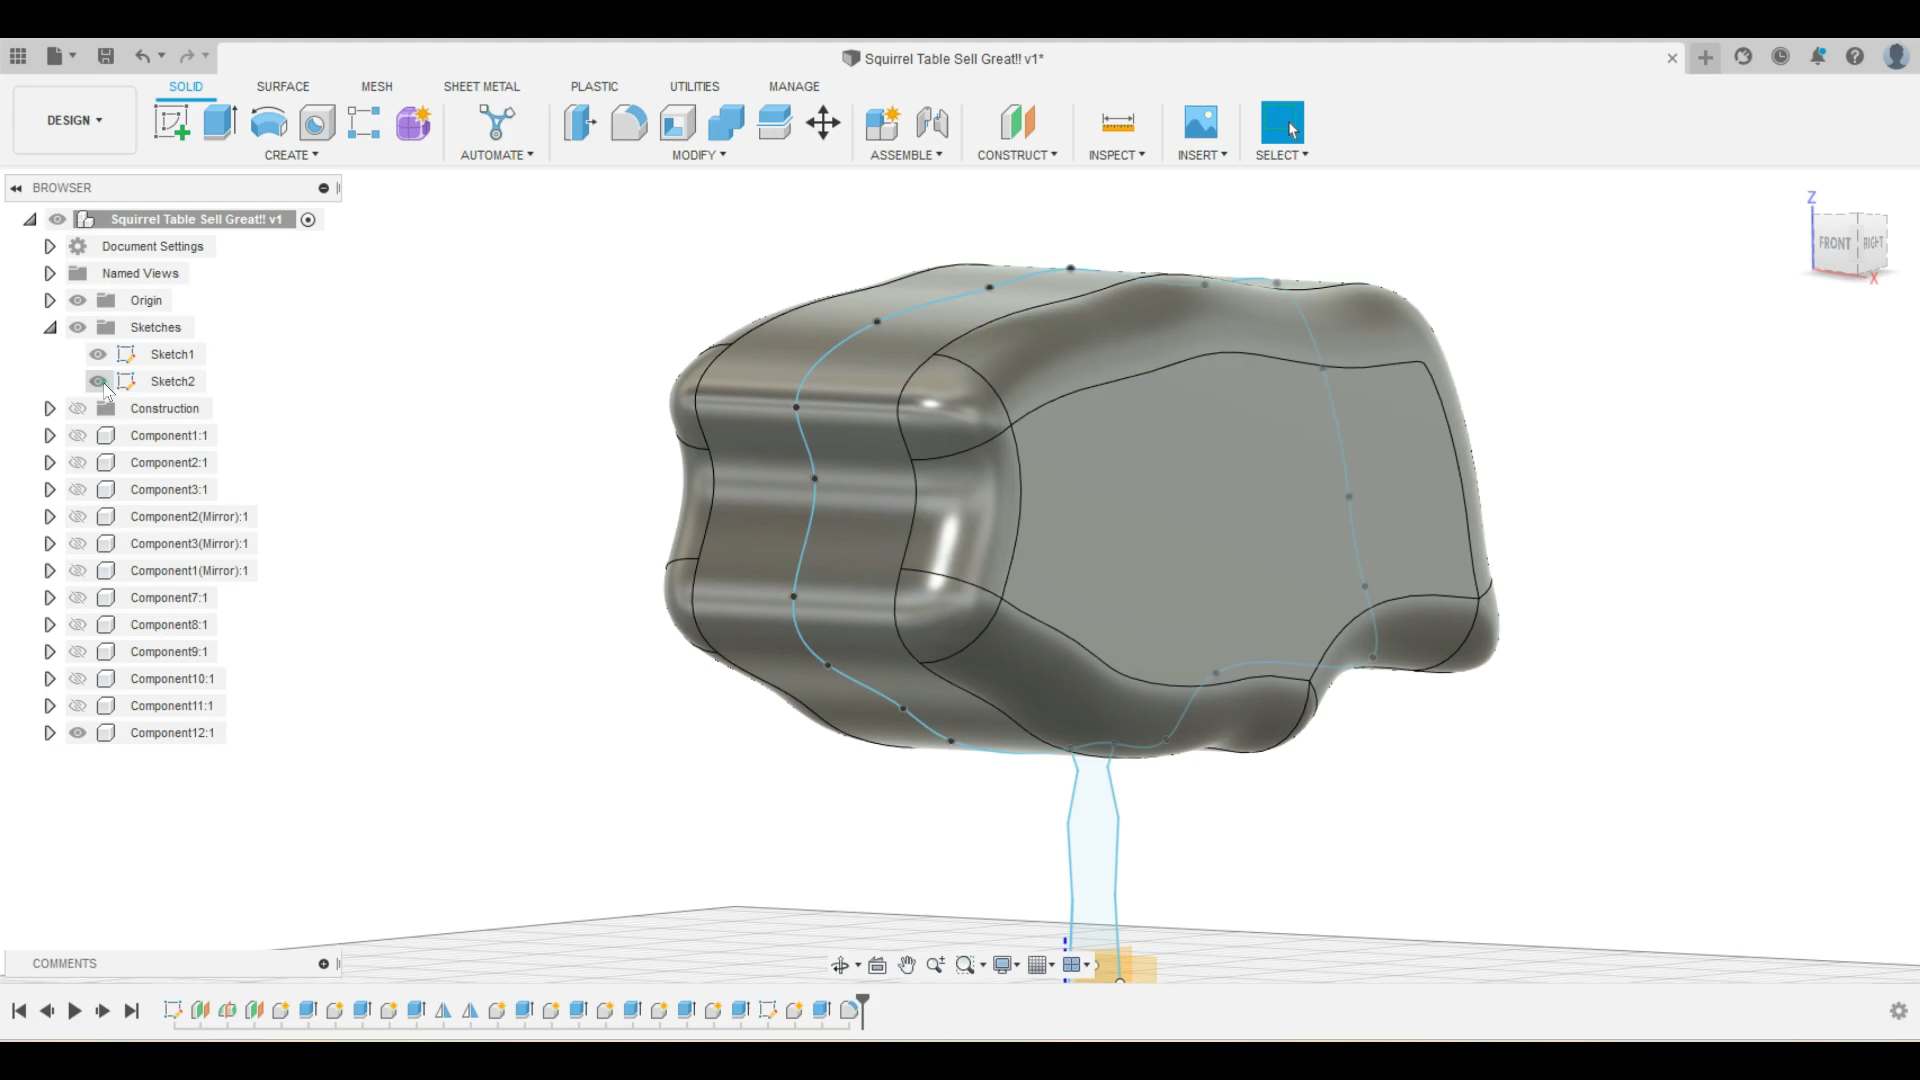 Squirrel Table Sell Great!! v1*
SOLID SURFACE MESH SHEET METAL PLASTIC UTILITIES MANAGE
DESIGN
CREATE AUTOMATE MODIFY ASSEMBLE CONSTRUCT INSPECT INSERT SELECT
BROWSER
Squirrel Table Sell Great!! v1
Document Settings
Named Views
Origin
Sketches
Sketch1
Sketch2
Construction
Component1:1
Component2:1
Component3:1
Component2(Mirror):1
Component3(Mirror):1
Component1(Mirror):1
Component7:1
Component8:1
Component9:1
Component10:1
Component11:1
Component12:1
Z
FRONT RIGHT
X
COMMENTS